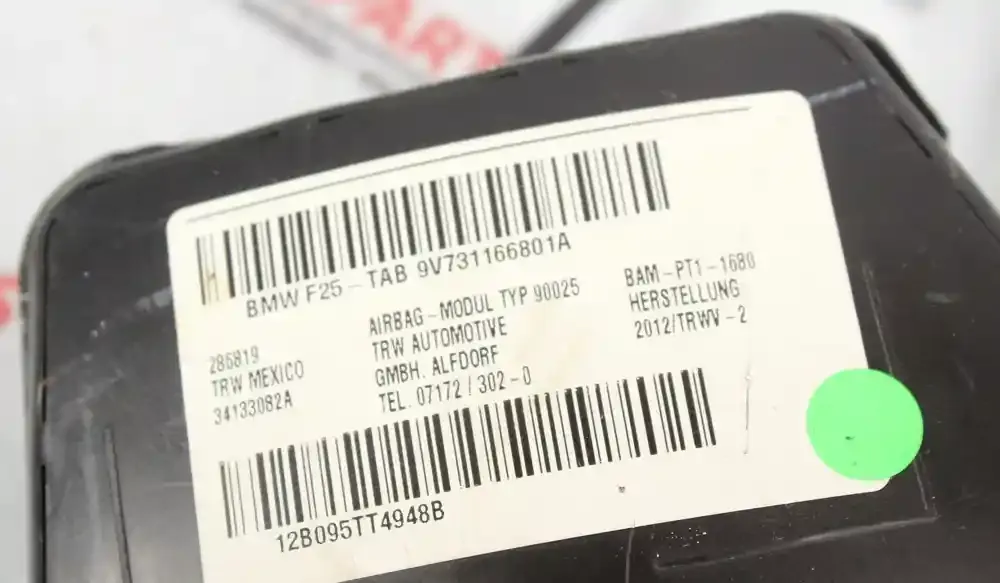 PART
H
BMW F25 - TAB 9V731166801A
286819
TRW MEXICO
34133082A
AIRBAG - MODUL TYP 90025
TRW AUTOMOTIVE
GMBH. ALFDORF
TEL. 07172 / 302 - 0
BAM - PT1 - 1680
HERSTELLUNG
2012/TRWV - 2
12B095TT4948B